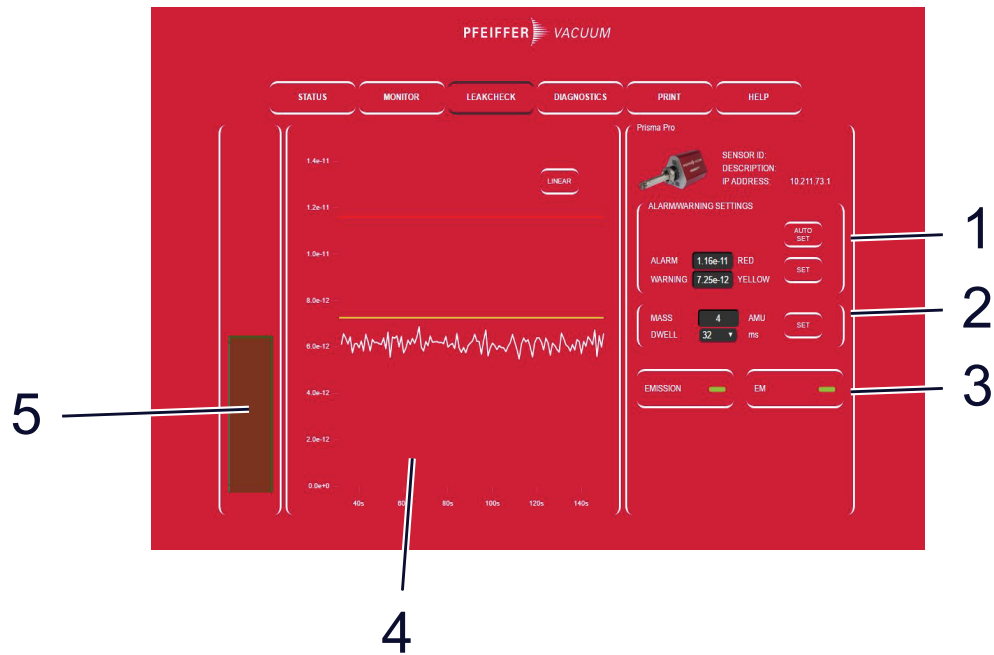 PFEIFFER VACUUM
STATUS MONITOR LEAKCHECK DIAGNOSTICS PRINT HELP
Prisma Pro
SENSOR ID:
DESCRIPTION:
IP ADDRESS: 10.211.73.1
ALARM/WARNING SETTINGS
AUTO
SET
ALARM 1.16e-11 RED
SET
WARNING 7.25e-12 YELLOW
MASS 4 AMU
SET
DWELL 32 ms
EMISSION EM
LINEAR
1.4e-11
1.2e-11
1.0e-11
8.0e-12
6.0e-12
4.0e-12
2.0e-12
0.0e+0
40s 60s 80s 100s 120s 140s
1
2
3
4
5